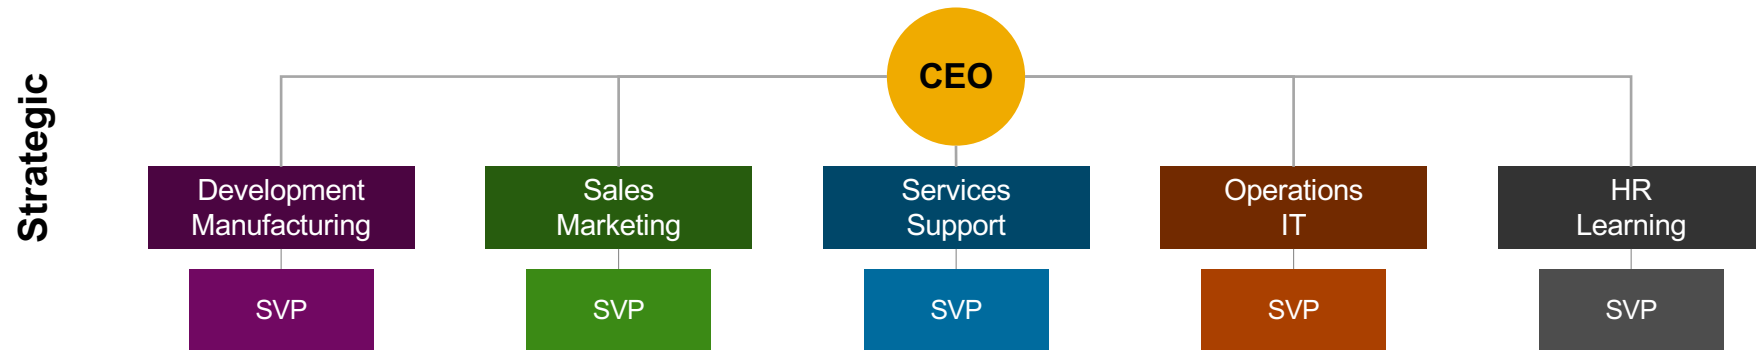 Strategic
CEO
Development
Manufacturing
Sales
Marketing
Services
Support
Operations
IT
HR
Learning
SVP
SVP
SVP
SVP
SVP